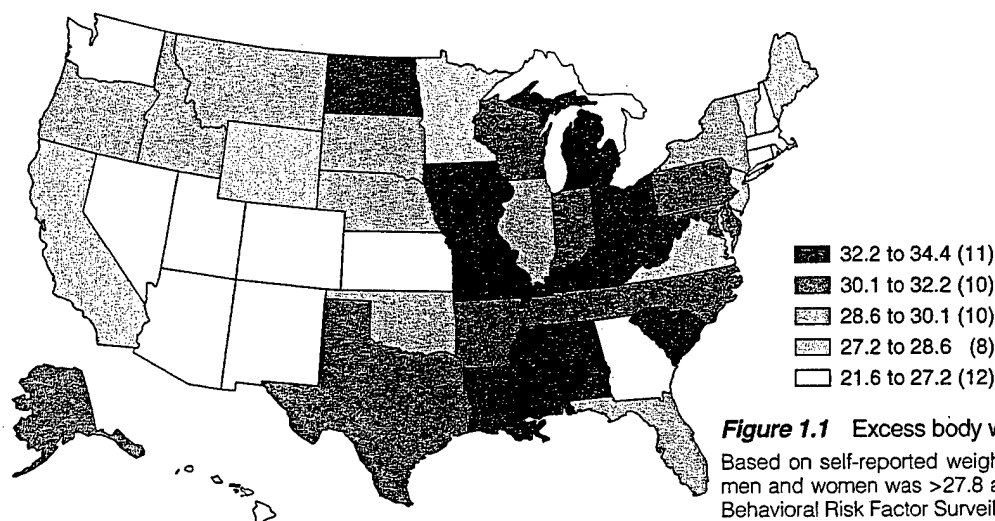 32.2 to 34.4 (11)
30.1 to 32.2 (10)
28.6 to 30.1 (10)
27.2 to 28.6 (8)
21.6 to 27.2 (12)
Figure 1.1 Excess body w
Based on self-reported weigh
men and women was >27.8 a
Behavioral Risk Factor Surveil